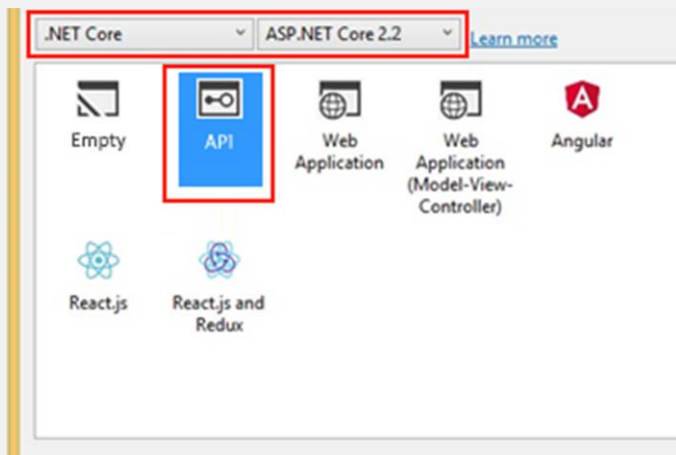 .NET Core
ASP.NET Core 2.2
Learn more
Empty
API
Web
Application
Web
Application
(Model-View-
Controller)
Angular
React.js
React.js and
Redux